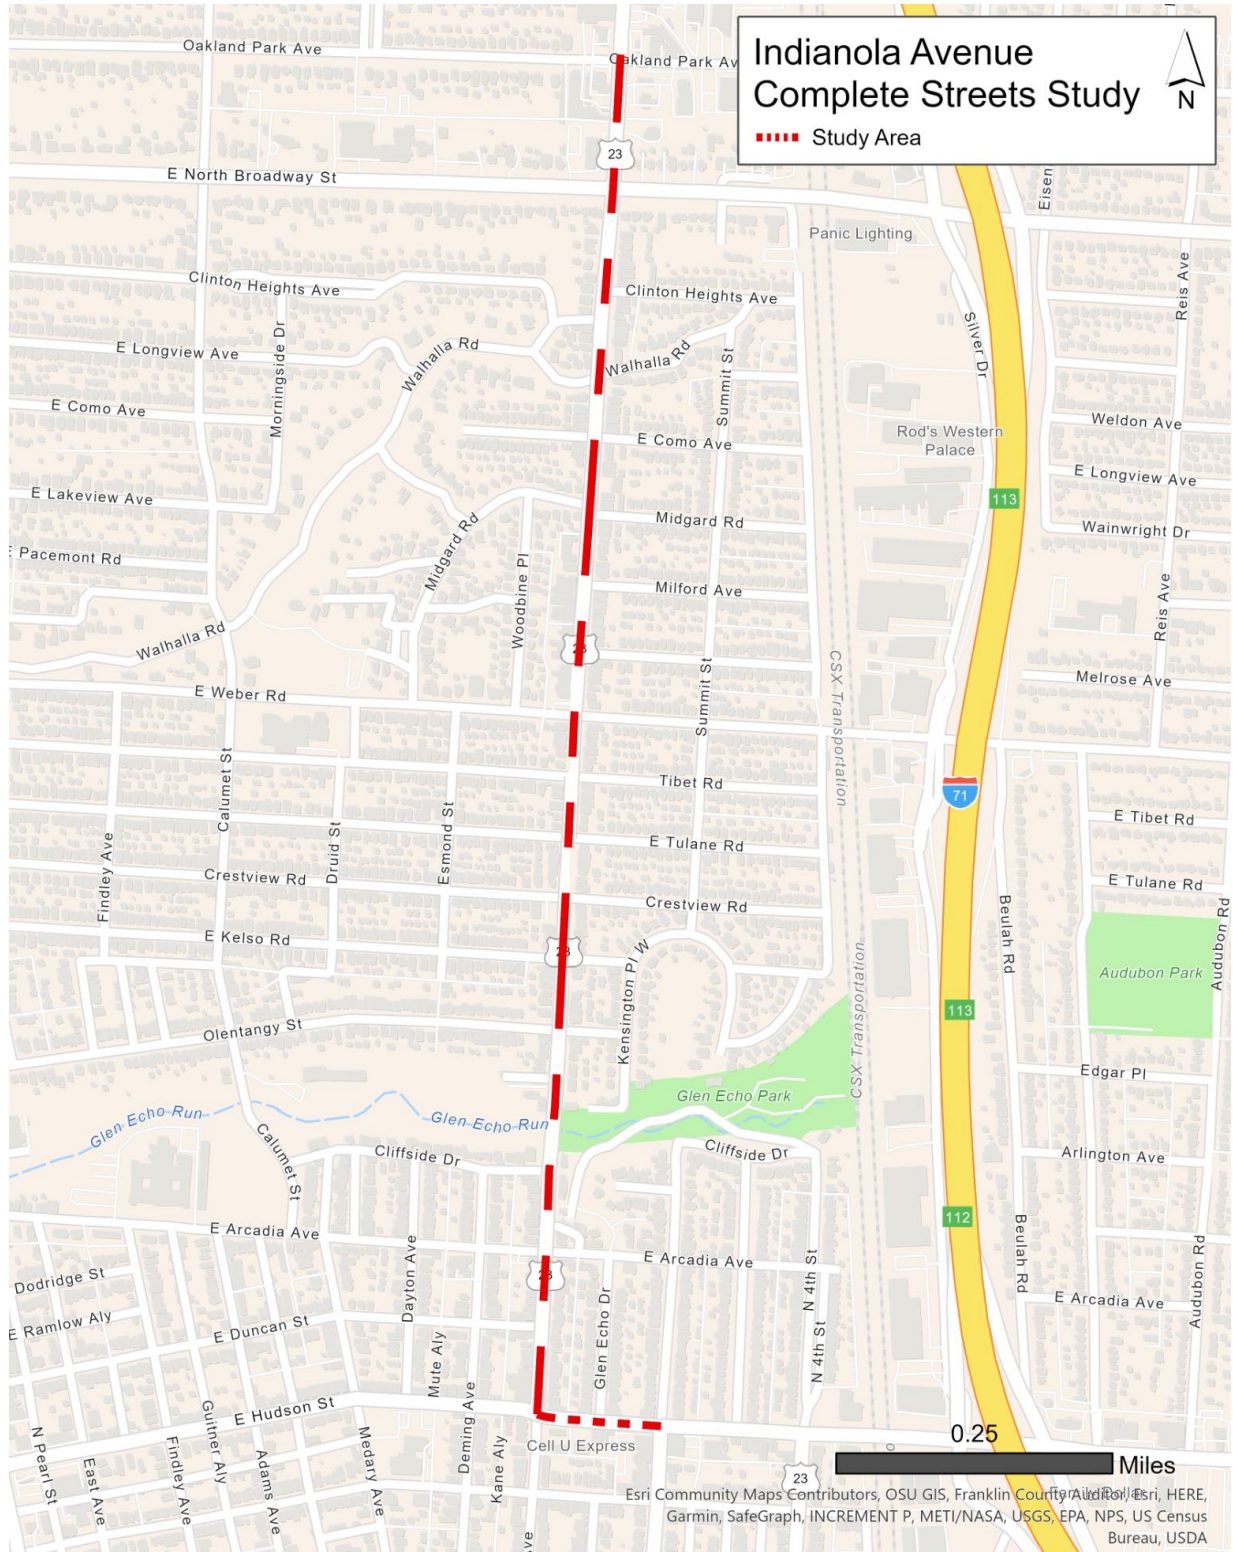 Indianola Avenue
Complete Streets Study
N
Study Area
Oakland Park Ave
Oakland Park Av
23
E North Broadway St
Eisen
Panic Lighting
Reis Ave
Clinton Heights Ave
Clinton Heights Ave
Silver Dr
E Longview Ave
Morningside Dr
Walhalla Rd
Walhalla Rd
Summit St
E Como Ave
E Como Ave
Rod's Western
Palace
Weldon Ave
E Longview Ave
E Lakeview Ave
113
Midgard Rd
Midgard Rd
Wainwright Dr
E Pacemont Rd
Woodbine Pl
Milford Ave
Reis Ave
Walhalla Rd
23
CSX Transportation
E Weber Rd
Summit St
Melrose Ave
Calumet St
Tibet Rd
71
E Tibet Rd
Findley Ave
Druid St
Esmond St
E Tulane Rd
Crestview Rd
E Tulane Rd
Crestview Rd
Beulah Rd
Audubon Rd
E Kelso Rd
23
Kensington Pl W
CSX Transportation
Audubon Park
Olentangy St
113
Edgar Pl
Glen Echo Park
Glen Echo Run
Glen Echo Run
Calumet St
Cliffside Dr
Cliffside Dr
Arlington Ave
E Arcadia Ave
112
Beulah Rd
Audubon Rd
E Arcadia Ave
Dodridge St
Dayton Ave
23
N 4th St
E Arcadia Ave
E Ramlow Aly
E Duncan St
Mute Aly
Glen Echo Dr
N 4th St
E Hudson St
Guitner Aly
Deming Ave
N Pearl St
East Ave
Findley Ave
Adams Ave
Medary Ave
Kane Aly
Cell U Express
0.25
Miles
23
Family Dollar
Esri Community Maps Contributors, OSU GIS, Franklin County Auditor, Esri, HERE,
Garmin, SafeGraph, INCREMENT P, METI/NASA, USGS, EPA, NPS, US Census
Bureau, USDA
Ave